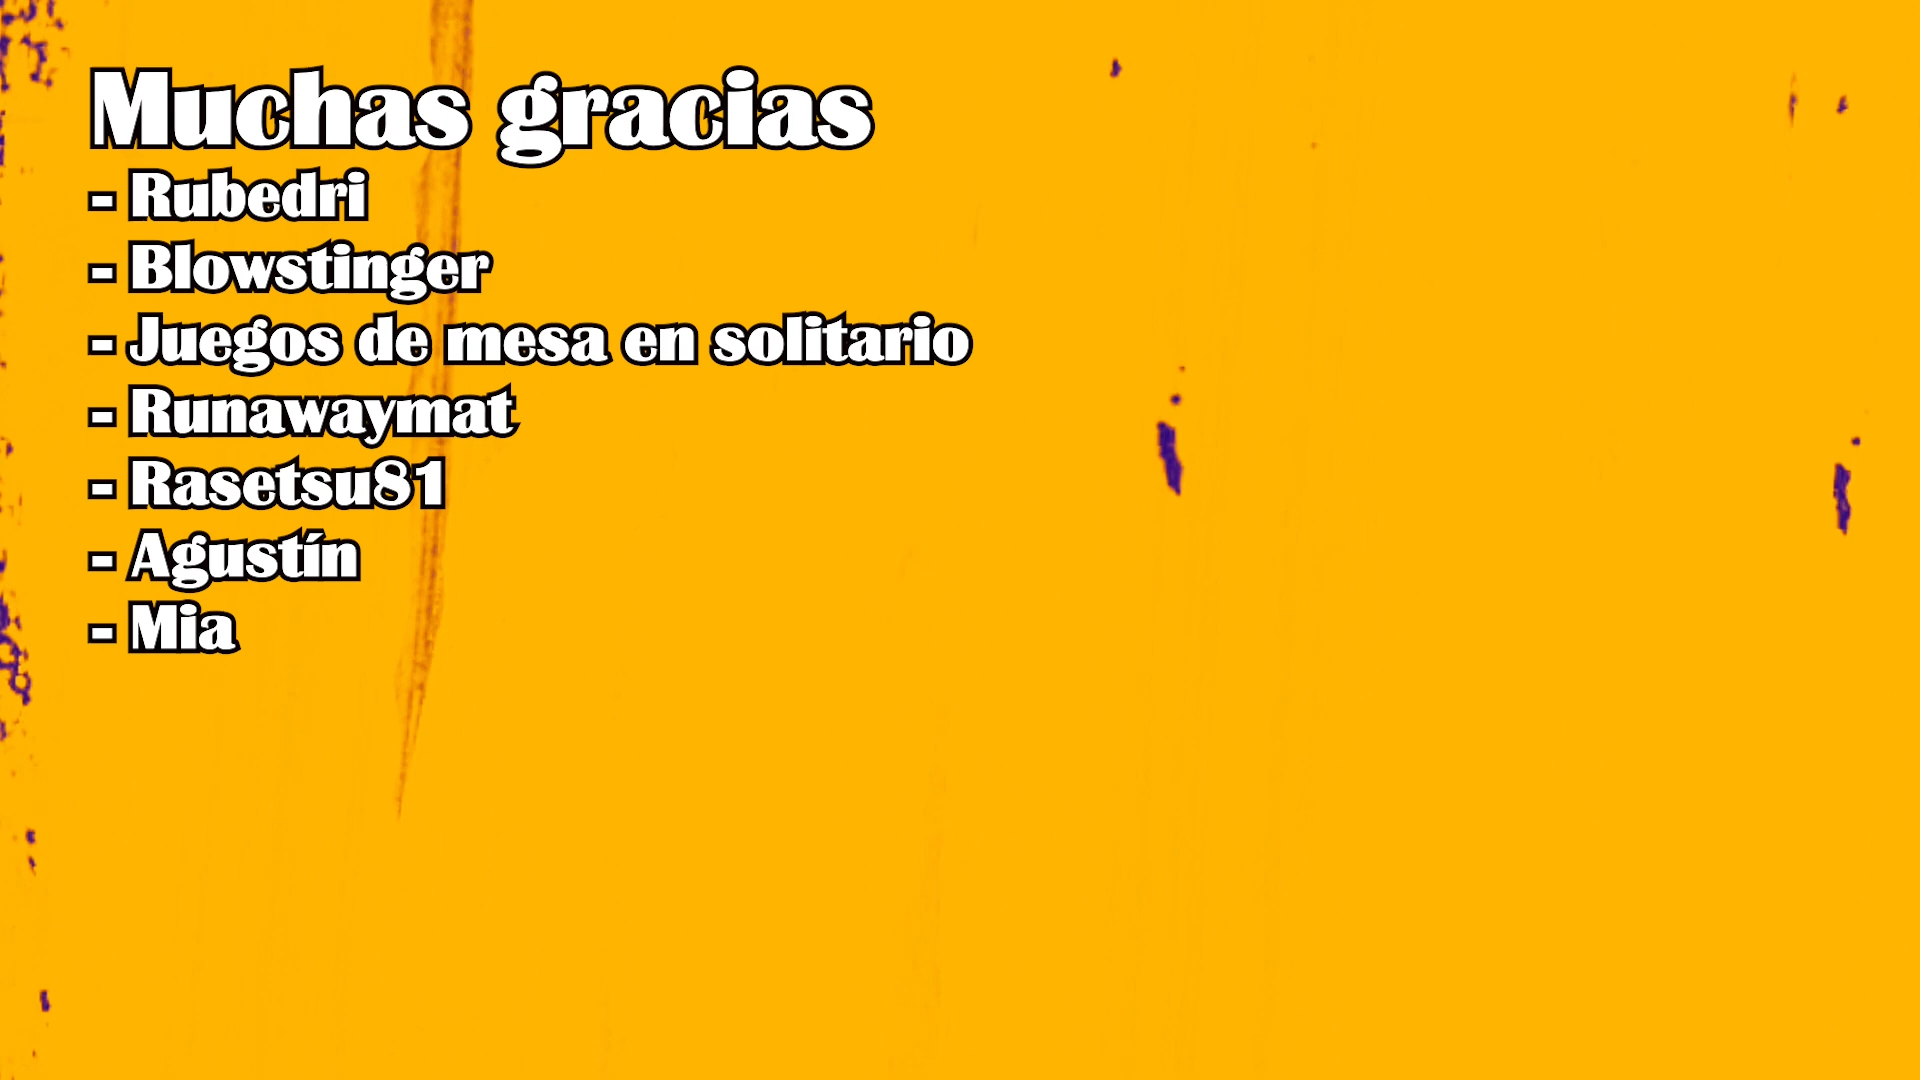 Muchas gracias
- Rubedri
- Blowstinger
- Juegos de mesa en solitario
- Runawaymat
- Rasetsu81
- Agustín
- Mia